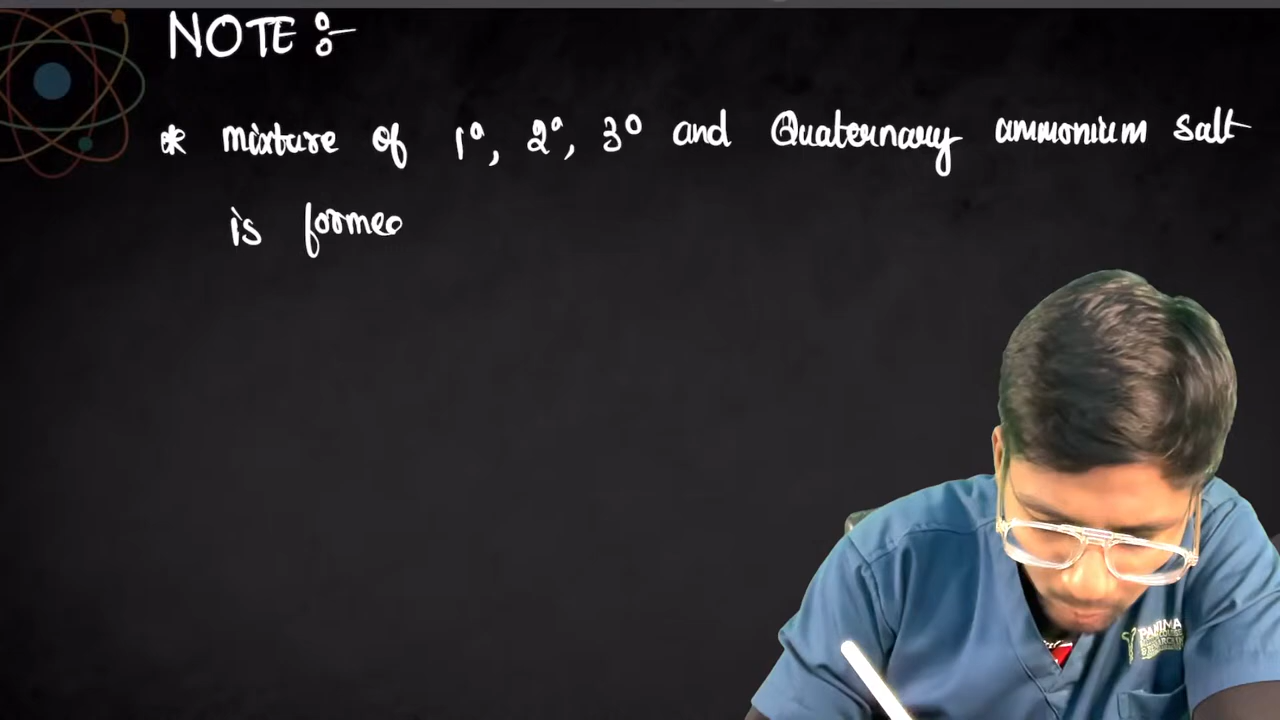 NOTE :-
* mixture of 1°, 2°, 3° and Quaternary ammonium salt
is formed